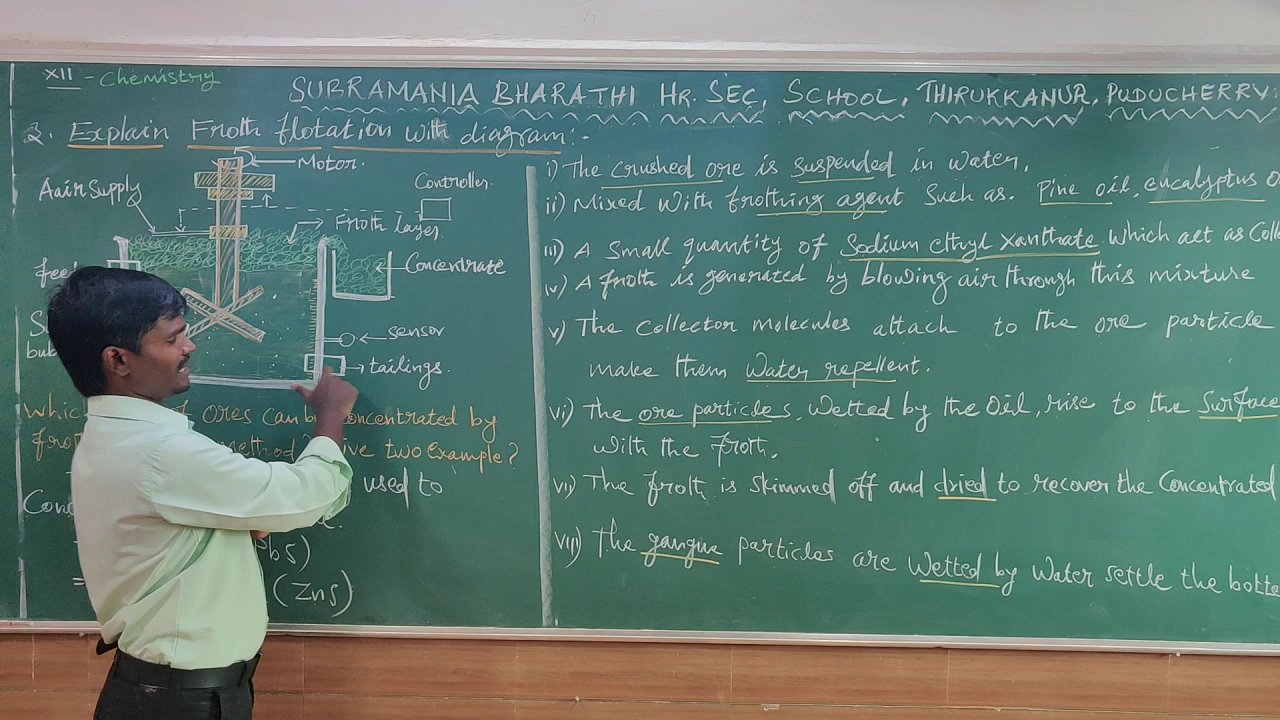 XII - Chemistry
SUBRAMANIA BHARATHI HR. SEC, SCHOOL, THIRUKKANUR, PUDUCHERRY.
2. Explain Froth flotation with diagram:-
Motor.
Aair Supply
Controller.
Froth layer.
feed
Concentrate
sensor
tailings.
ores can be concentrated by
method? Give two Example?
used to
(ZnS)
i) The crushed ore is suspended in water,
ii) Mixed with frothing agent Such as. Pine oil, eucalyptus
iii) A small quantity of Sodium ethyl Xanthate which act as
iv) A froth is generated by blowing air through this mixture
v) The collector molecules attach to the ore particle
make them Water repellent.
vi) The ore particles, wetted by the Oil, rise to the Surface
with the froth.
vii) The froth is skimmed off and dried to recover the Concentrated
viii) The gangue particles are wetted by water settle the